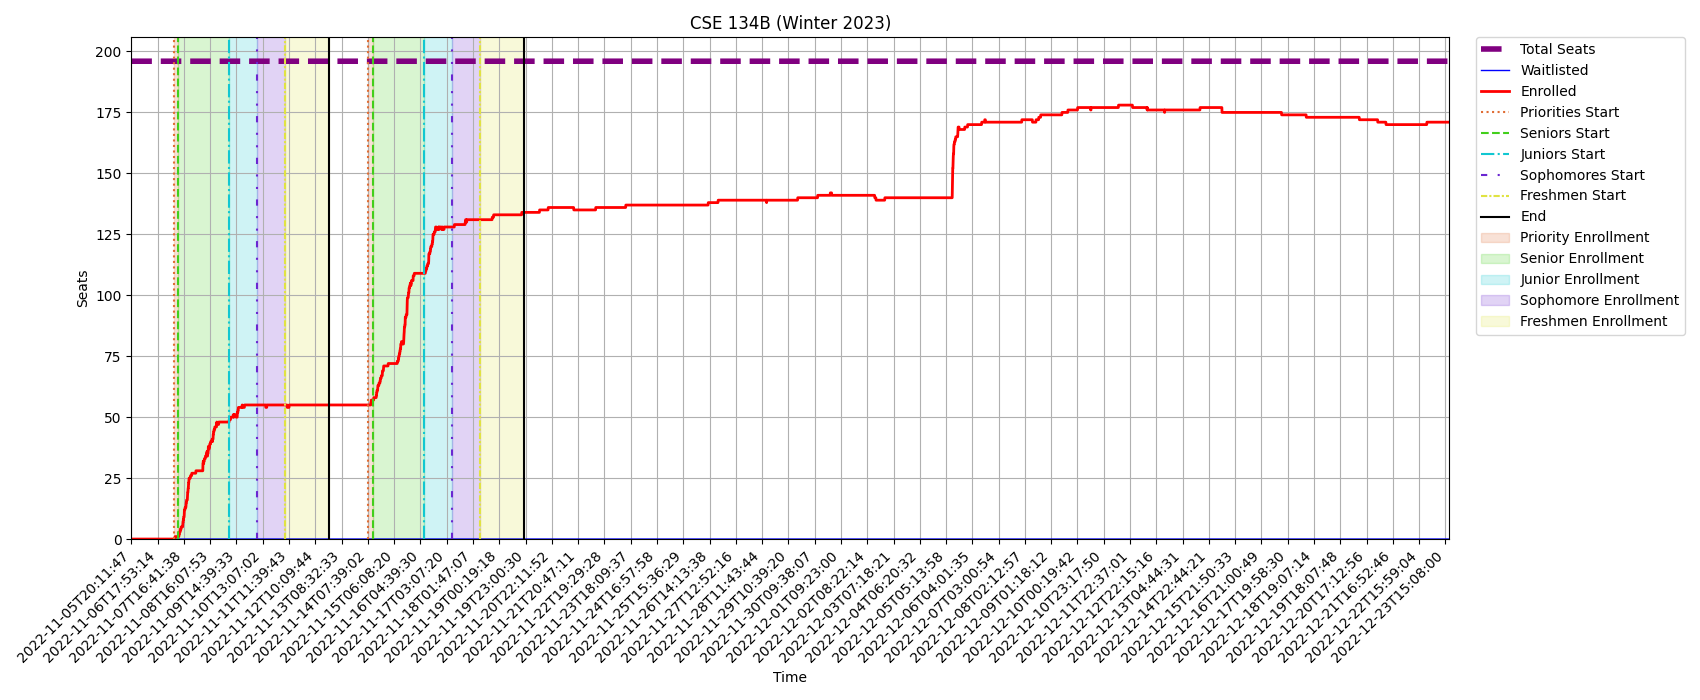 CSE 134B (Winter 2023)
Seats
200
175
150
125
100
75
50
25
0
2022-11-05T20:11:47
2022-11-06T17:53:14
2022-11-07T16:41:38
2022-11-08T16:07:53
2022-11-09T14:39:33
2022-11-10T13:07:02
2022-11-11T11:39:43
2022-11-12T10:09:44
2022-11-13T08:32:33
2022-11-14T07:39:02
2022-11-15T06:08:20
2022-11-16T04:39:30
2022-11-17T03:07:20
2022-11-18T01:47:07
2022-11-19T00:19:18
2022-11-19T23:00:30
2022-11-20T22:11:52
2022-11-21T20:47:11
2022-11-22T19:29:28
2022-11-23T18:09:37
2022-11-24T16:57:58
2022-11-25T15:36:29
2022-11-26T14:13:38
2022-11-27T12:52:16
2022-11-28T11:43:44
2022-11-29T10:39:20
2022-11-30T09:38:07
2022-12-01T09:23:00
2022-12-02T08:22:14
2022-12-03T07:18:21
2022-12-04T06:20:32
2022-12-05T05:13:58
2022-12-06T04:01:35
2022-12-07T03:00:54
2022-12-08T02:12:57
2022-12-09T01:18:12
2022-12-10T00:19:42
2022-12-10T23:17:50
2022-12-11T22:37:01
2022-12-12T22:15:16
2022-12-13T04:44:31
2022-12-14T22:44:21
2022-12-15T21:50:33
2022-12-16T21:00:49
2022-12-17T19:58:30
2022-12-18T19:07:14
2022-12-19T18:07:48
2022-12-20T17:12:56
2022-12-21T16:52:46
2022-12-22T15:59:04
2022-12-23T15:08:00
Time
Total Seats
Waitlisted
Enrolled
Priorities Start
Seniors Start
Juniors Start
Sophomores Start
Freshmen Start
End
Priority Enrollment
Senior Enrollment
Junior Enrollment
Sophomore Enrollment
Freshmen Enrollment